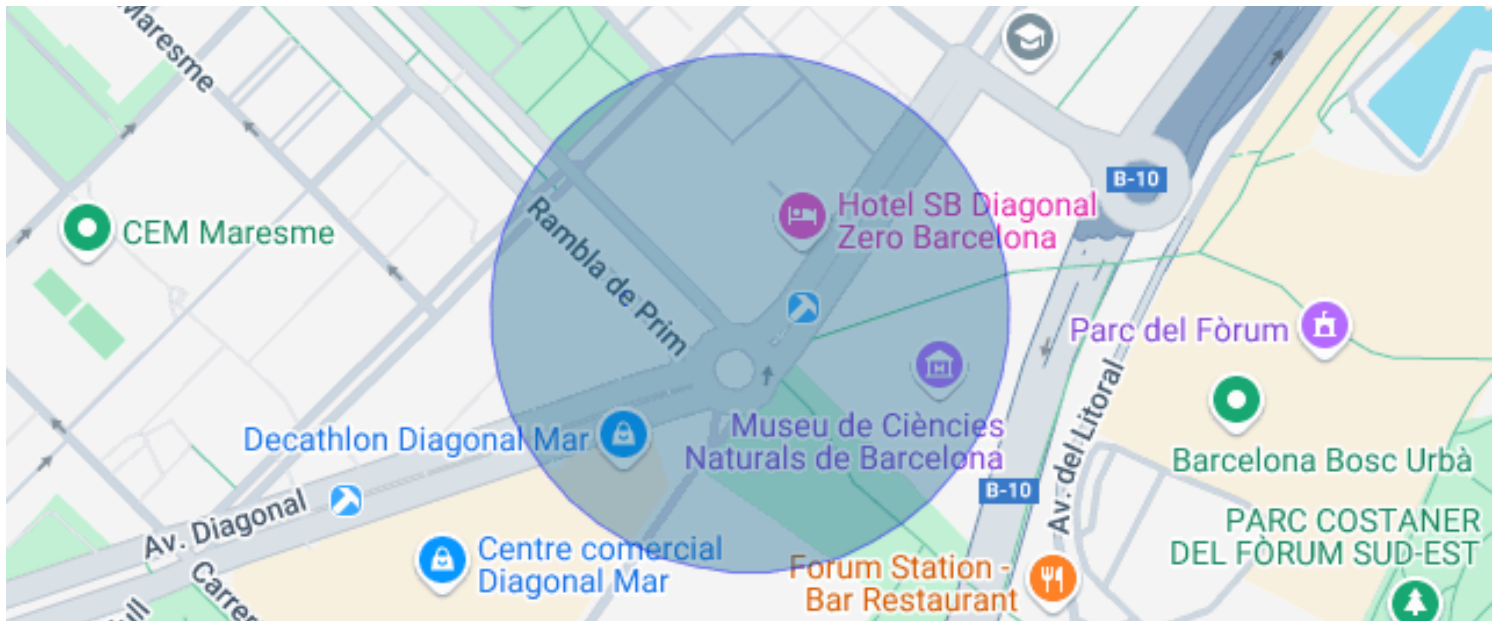 Maresme
CEM Maresme
Rambla de Prim
Hotel SB Diagonal
Zero Barcelona
B-10
Parc del Fòrum
Decathlon Diagonal Mar
Museu de Ciències
Naturals de Barcelona
Barcelona Bosc Urbà
B-10
Av. del Litoral
Av. Diagonal
Centre comercial
Diagonal Mar
Forum Station -
Bar Restaurant
PARC COSTANER
DEL FÒRUM SUD-EST
Carrer